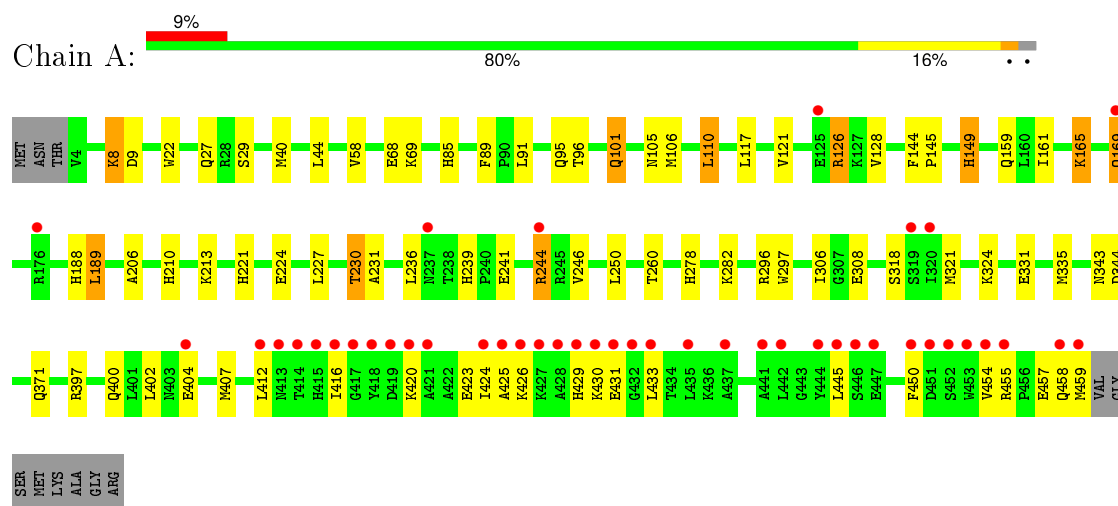 9%
Chain A:
80% 16% • •
MET ASN THR V4 K8 D9 W22 Q27 R28 S29 M40 L44 V58 E68 K69 H85 F89 P90 L91 Q95 T96 Q101 N105 M106 L110 L117 V121 E125 R126 K127 V128 F144 P145 H149 Q159 L160 I161 K165
R176 H188 L189 A206 H210 K213 H221 E224 L227 T230 A231 L236 N237 T238 H239 P240 E241 R244 R245 V246 L250 T260 H278 K282 R296 W297 I306 G307 E308 S318 S319 I320 M321 K324 E331 M335 N343
Q371 R397 Q400 L401 L402 N403 E404 M407 L412 N413 T414 H415 I416 G417 Y418 D419 K420 A421 A422 E423 I424 A425 K426 K427 A428 H429 K430 E431 G432 L433 T434 L435 K436 A437 A441 L442 G443 Y444 L445 S446 E447 F450 D451 S452 W453 V454 R455 P456 E457 Q458 M459 VAL
SER MET LYS ALA GLY ARG